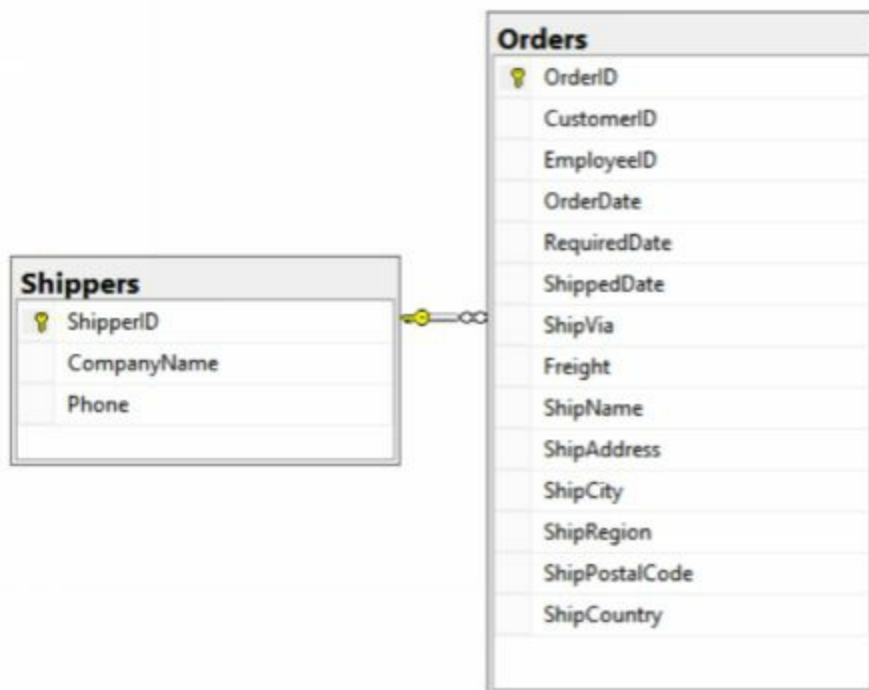 Shippers
ShipperID
CompanyName
Phone
Orders
OrderID
CustomerID
EmployeeID
OrderDate
RequiredDate
ShippedDate
ShipVia
Freight
ShipName
ShipAddress
ShipCity
ShipRegion
ShipPostalCode
ShipCountry